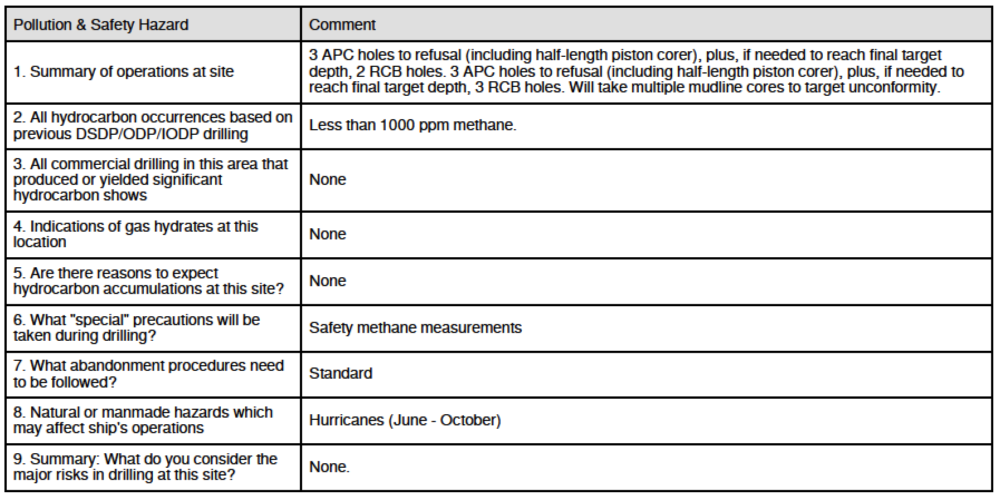 Pollution & Safety Hazard
Comment
1. Summary of operations at site
3 APC holes to refusal (including half-length piston corer), plus, if needed to reach final target
depth, 2 RCB holes. 3 APC holes to refusal (including half-length piston corer), plus, if needed to
reach final target depth, 3 RCB holes. Will take multiple mudline cores to target unconformity.
2. All hydrocarbon occurrences based on
previous DSDP/ODP/IODP drilling
Less than 1000 ppm methane.
3. All commercial drilling in this area that
produced or yielded significant
hydrocarbon shows
None
4. Indications of gas hydrates at this
location
None
5. Are there reasons to expect
hydrocarbon accumulations at this site?
None
6. What "special" precautions will be
taken during drilling?
Safety methane measurements
7. What abandonment procedures need
to be followed?
Standard
8. Natural or manmade hazards which
may affect ship's operations
Hurricanes (June - October)
9. Summary: What do you consider the
major risks in drilling at this site?
None.